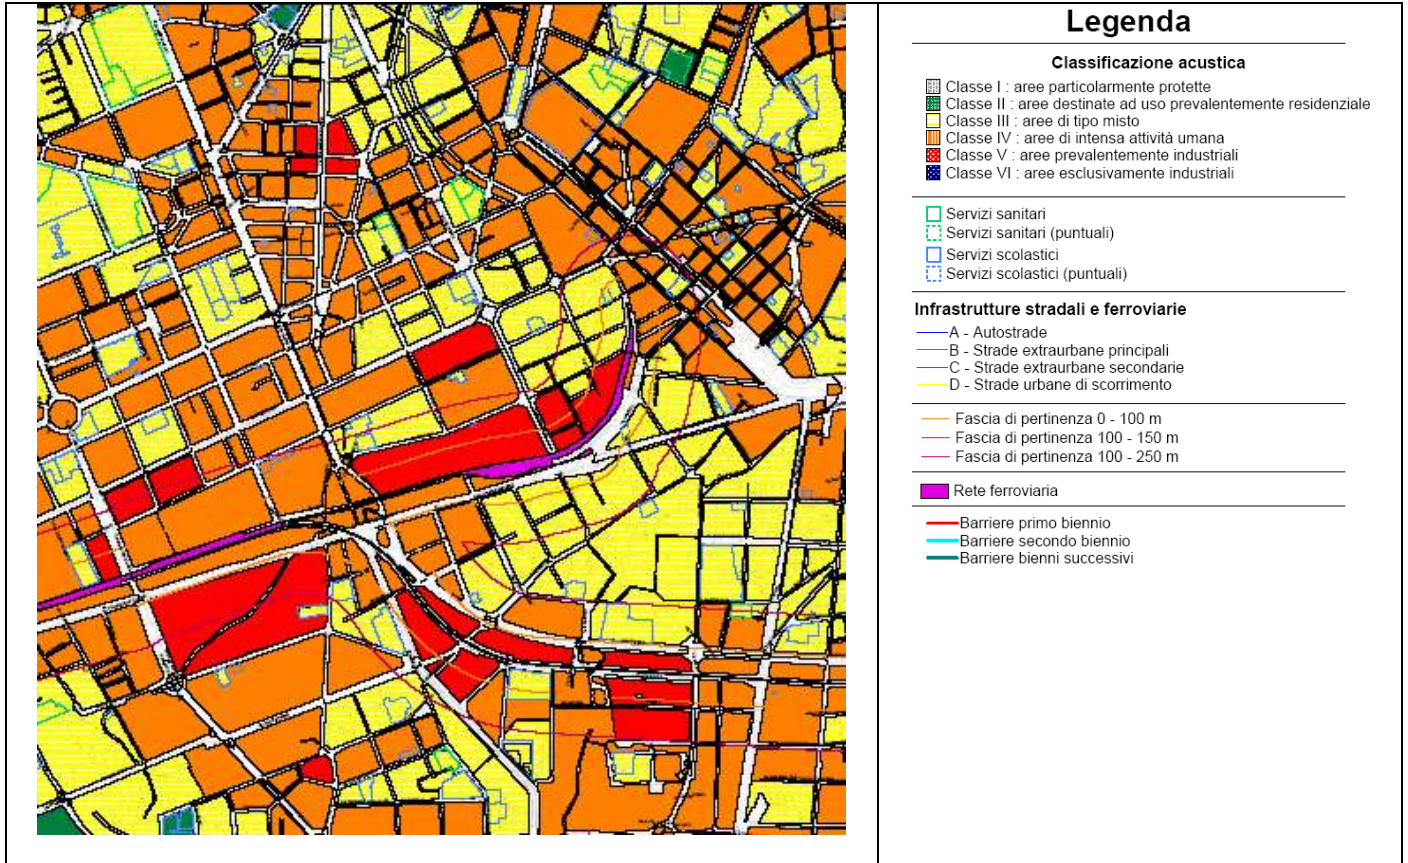 Legenda
Classificazione acustica
Classe I : aree particolarmente protette
Classe II : aree destinate ad uso prevalentemente residenziale
Classe III : aree di tipo misto
Classe IV : aree di intensa attività umana
Classe V : aree prevalentemente industriali
Classe VI : aree esclusivamente industriali
Servizi sanitari
Servizi sanitari (puntuali)
Servizi scolastici
Servizi scolastici (puntuali)
Infrastrutture stradali e ferroviarie
A - Autostrade
B - Strade extraurbane principali
C - Strade extraurbane secondarie
D - Strade urbane di scorrimento
Fascia di pertinenza 0 - 100 m
Fascia di pertinenza 100 - 150 m
Fascia di pertinenza 100 - 250 m
Rete ferroviaria
Barriere primo biennio
Barriere secondo biennio
Barriere bienni successivi